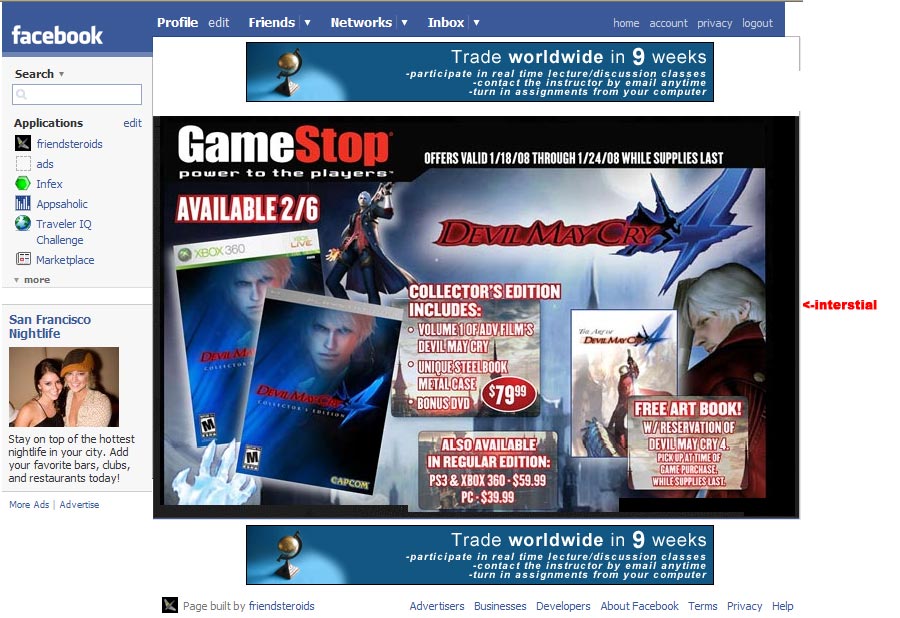 facebook
Profile edit Friends Networks Inbox home account privacy logout
Search
Applications edit
friendsteroids
ads
Infex
Appsaholic
Traveler IQ
Challenge
Marketplace
more
San Francisco
Nightlife
Stay on top of the hottest
nightlife in your city. Add
your favorite bars, clubs,
and restaurants today!
More Ads | Advertise
Trade worldwide in 9 weeks
-participate in real time lecture/discussion classes
-contact the instructor by email anytime
-turn in assignments from your computer
GameStop
power to the players
OFFERS VALID 1/18/08 THROUGH 1/24/08 WHILE SUPPLIES LAST
AVAILABLE 2/6
DEVIL MAY CRY 4
XBOX 360
XBOX LIVE
DEVIL MAY CRY 4
COLLECTOR'S EDITION
M
CAPCOM
COLLECTOR'S EDITION
INCLUDES:
• VOLUME 1 OF ADV FILM'S
DEVIL MAY CRY
• UNIQUE STEELBOOK
METAL CASE
• BONUS DVD
$79.99
ALSO AVAILABLE
IN REGULAR EDITION:
PS3 & XBOX 360 - $59.99
PC - $39.99
The Art of
DEVIL MAY CRY 4
FREE ART BOOK!
W/ RESERVATION OF
DEVIL MAY CRY 4.
PICK UP AT TIME OF
GAME PURCHASE.
WHILE SUPPLIES LAST.
<-interstial
Trade worldwide in 9 weeks
-participate in real time lecture/discussion classes
-contact the instructor by email anytime
-turn in assignments from your computer
Page built by friendsteroids
Advertisers Businesses Developers About Facebook Terms Privacy Help